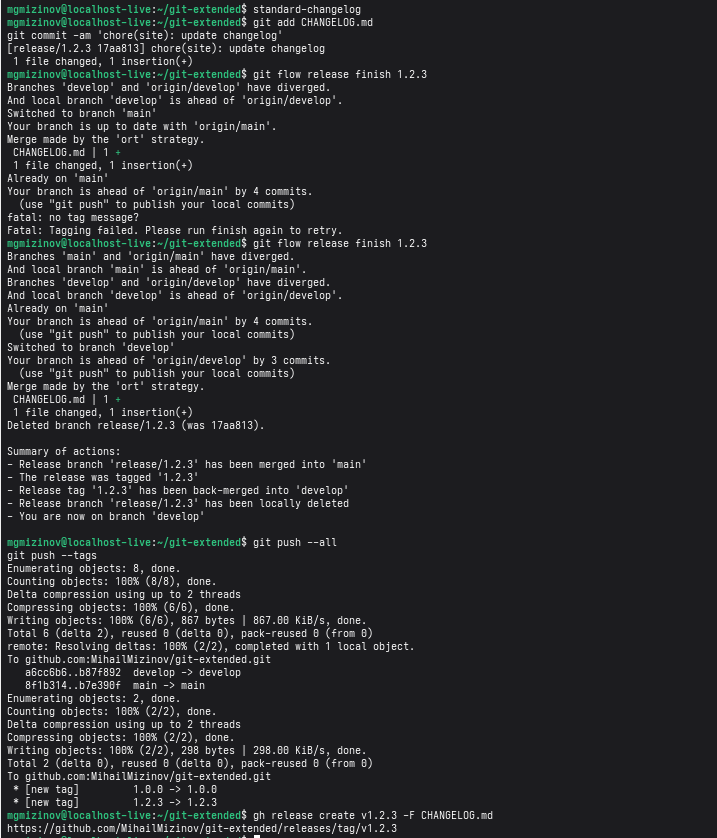 mgmizinov@localhost-live:~/git-extended$ standard-changelog
mgmizinov@localhost-live:~/git-extended$ git add CHANGELOG.md
git commit -am 'chore(site): update changelog'
[release/1.2.3 17aa813] chore(site): update changelog
 1 file changed, 1 insertion(+)
mgmizinov@localhost-live:~/git-extended$ git flow release finish 1.2.3
Branches 'develop' and 'origin/develop' have diverged.
And local branch 'develop' is ahead of 'origin/develop'.
Switched to branch 'main'
Your branch is up to date with 'origin/main'.
Merge made by the 'ort' strategy.
 CHANGELOG.md | 1 +
 1 file changed, 1 insertion(+)
Already on 'main'
Your branch is ahead of 'origin/main' by 4 commits.
  (use "git push" to publish your local commits)
fatal: no tag message?
Fatal: Tagging failed. Please run finish again to retry.
mgmizinov@localhost-live:~/git-extended$ git flow release finish 1.2.3
Branches 'main' and 'origin/main' have diverged.
And local branch 'main' is ahead of 'origin/main'.
Branches 'develop' and 'origin/develop' have diverged.
And local branch 'develop' is ahead of 'origin/develop'.
Already on 'main'
Your branch is ahead of 'origin/main' by 4 commits.
  (use "git push" to publish your local commits)
Switched to branch 'develop'
Your branch is ahead of 'origin/develop' by 3 commits.
  (use "git push" to publish your local commits)
Merge made by the 'ort' strategy.
 CHANGELOG.md | 1 +
 1 file changed, 1 insertion(+)
Deleted branch release/1.2.3 (was 17aa813).

Summary of actions:
- Release branch 'release/1.2.3' has been merged into 'main'
- The release was tagged '1.2.3'
- Release tag '1.2.3' has been back-merged into 'develop'
- Release branch 'release/1.2.3' has been locally deleted
- You are now on branch 'develop'

mgmizinov@localhost-live:~/git-extended$ git push --all
git push --tags
Enumerating objects: 8, done.
Counting objects: 100% (8/8), done.
Delta compression using up to 2 threads
Compressing objects: 100% (6/6), done.
Writing objects: 100% (6/6), 867 bytes | 867.00 KiB/s, done.
Total 6 (delta 2), reused 0 (delta 0), pack-reused 0 (from 0)
remote: Resolving deltas: 100% (2/2), completed with 1 local object.
To github.com:MihailMizinov/git-extended.git
   a6cc6b6..b87f892  develop -> develop
   8f1b314..b7e390f  main -> main
Enumerating objects: 2, done.
Counting objects: 100% (2/2), done.
Delta compression using up to 2 threads
Compressing objects: 100% (2/2), done.
Writing objects: 100% (2/2), 298 bytes | 298.00 KiB/s, done.
Total 2 (delta 0), reused 0 (delta 0), pack-reused 0 (from 0)
To github.com:MihailMizinov/git-extended.git
 * [new tag]         1.0.0 -> 1.0.0
 * [new tag]         1.2.3 -> 1.2.3
mgmizinov@localhost-live:~/git-extended$ gh release create v1.2.3 -F CHANGELOG.md
https://github.com/MihailMizinov/git-extended/releases/tag/v1.2.3